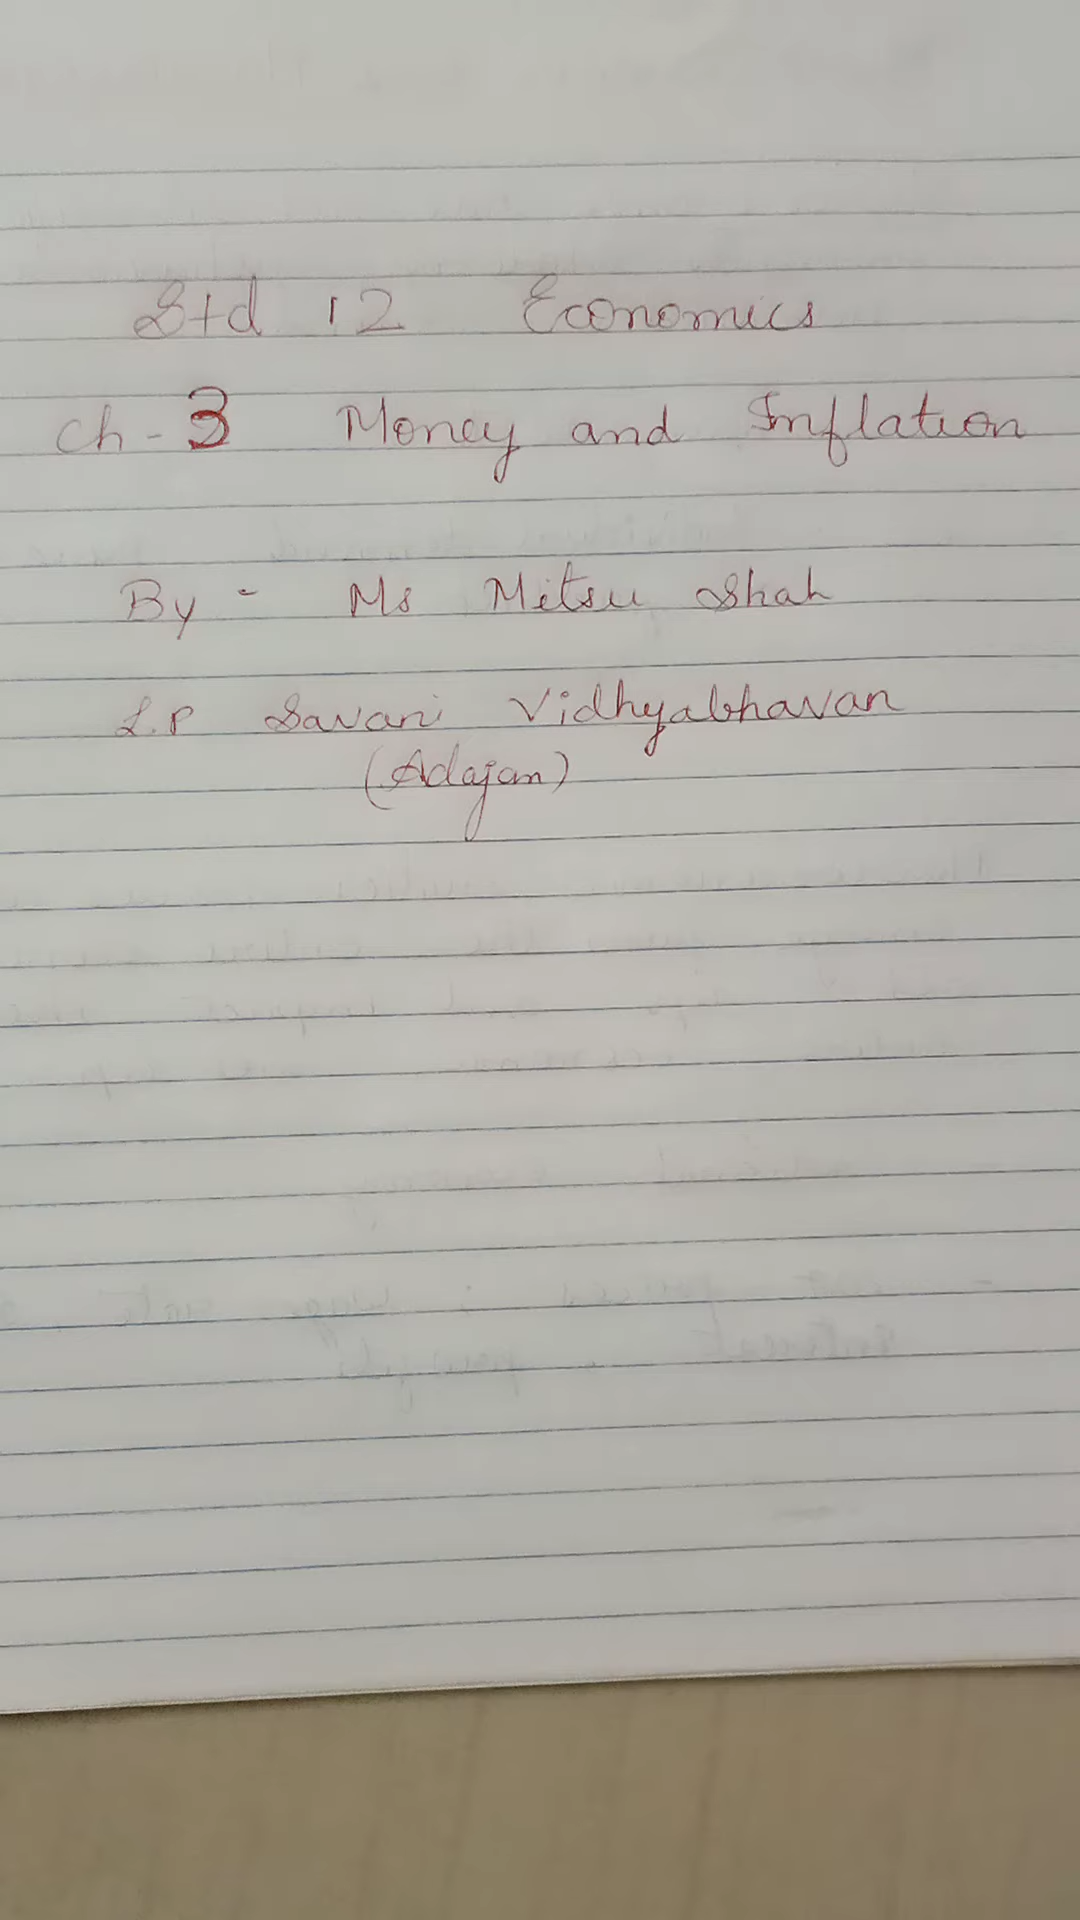 Std 12 Economics
Ch-3 Money and Inflation
By - Ms Mitsu Shah
L.P Savani Vidhyabhavan
(Adajan)